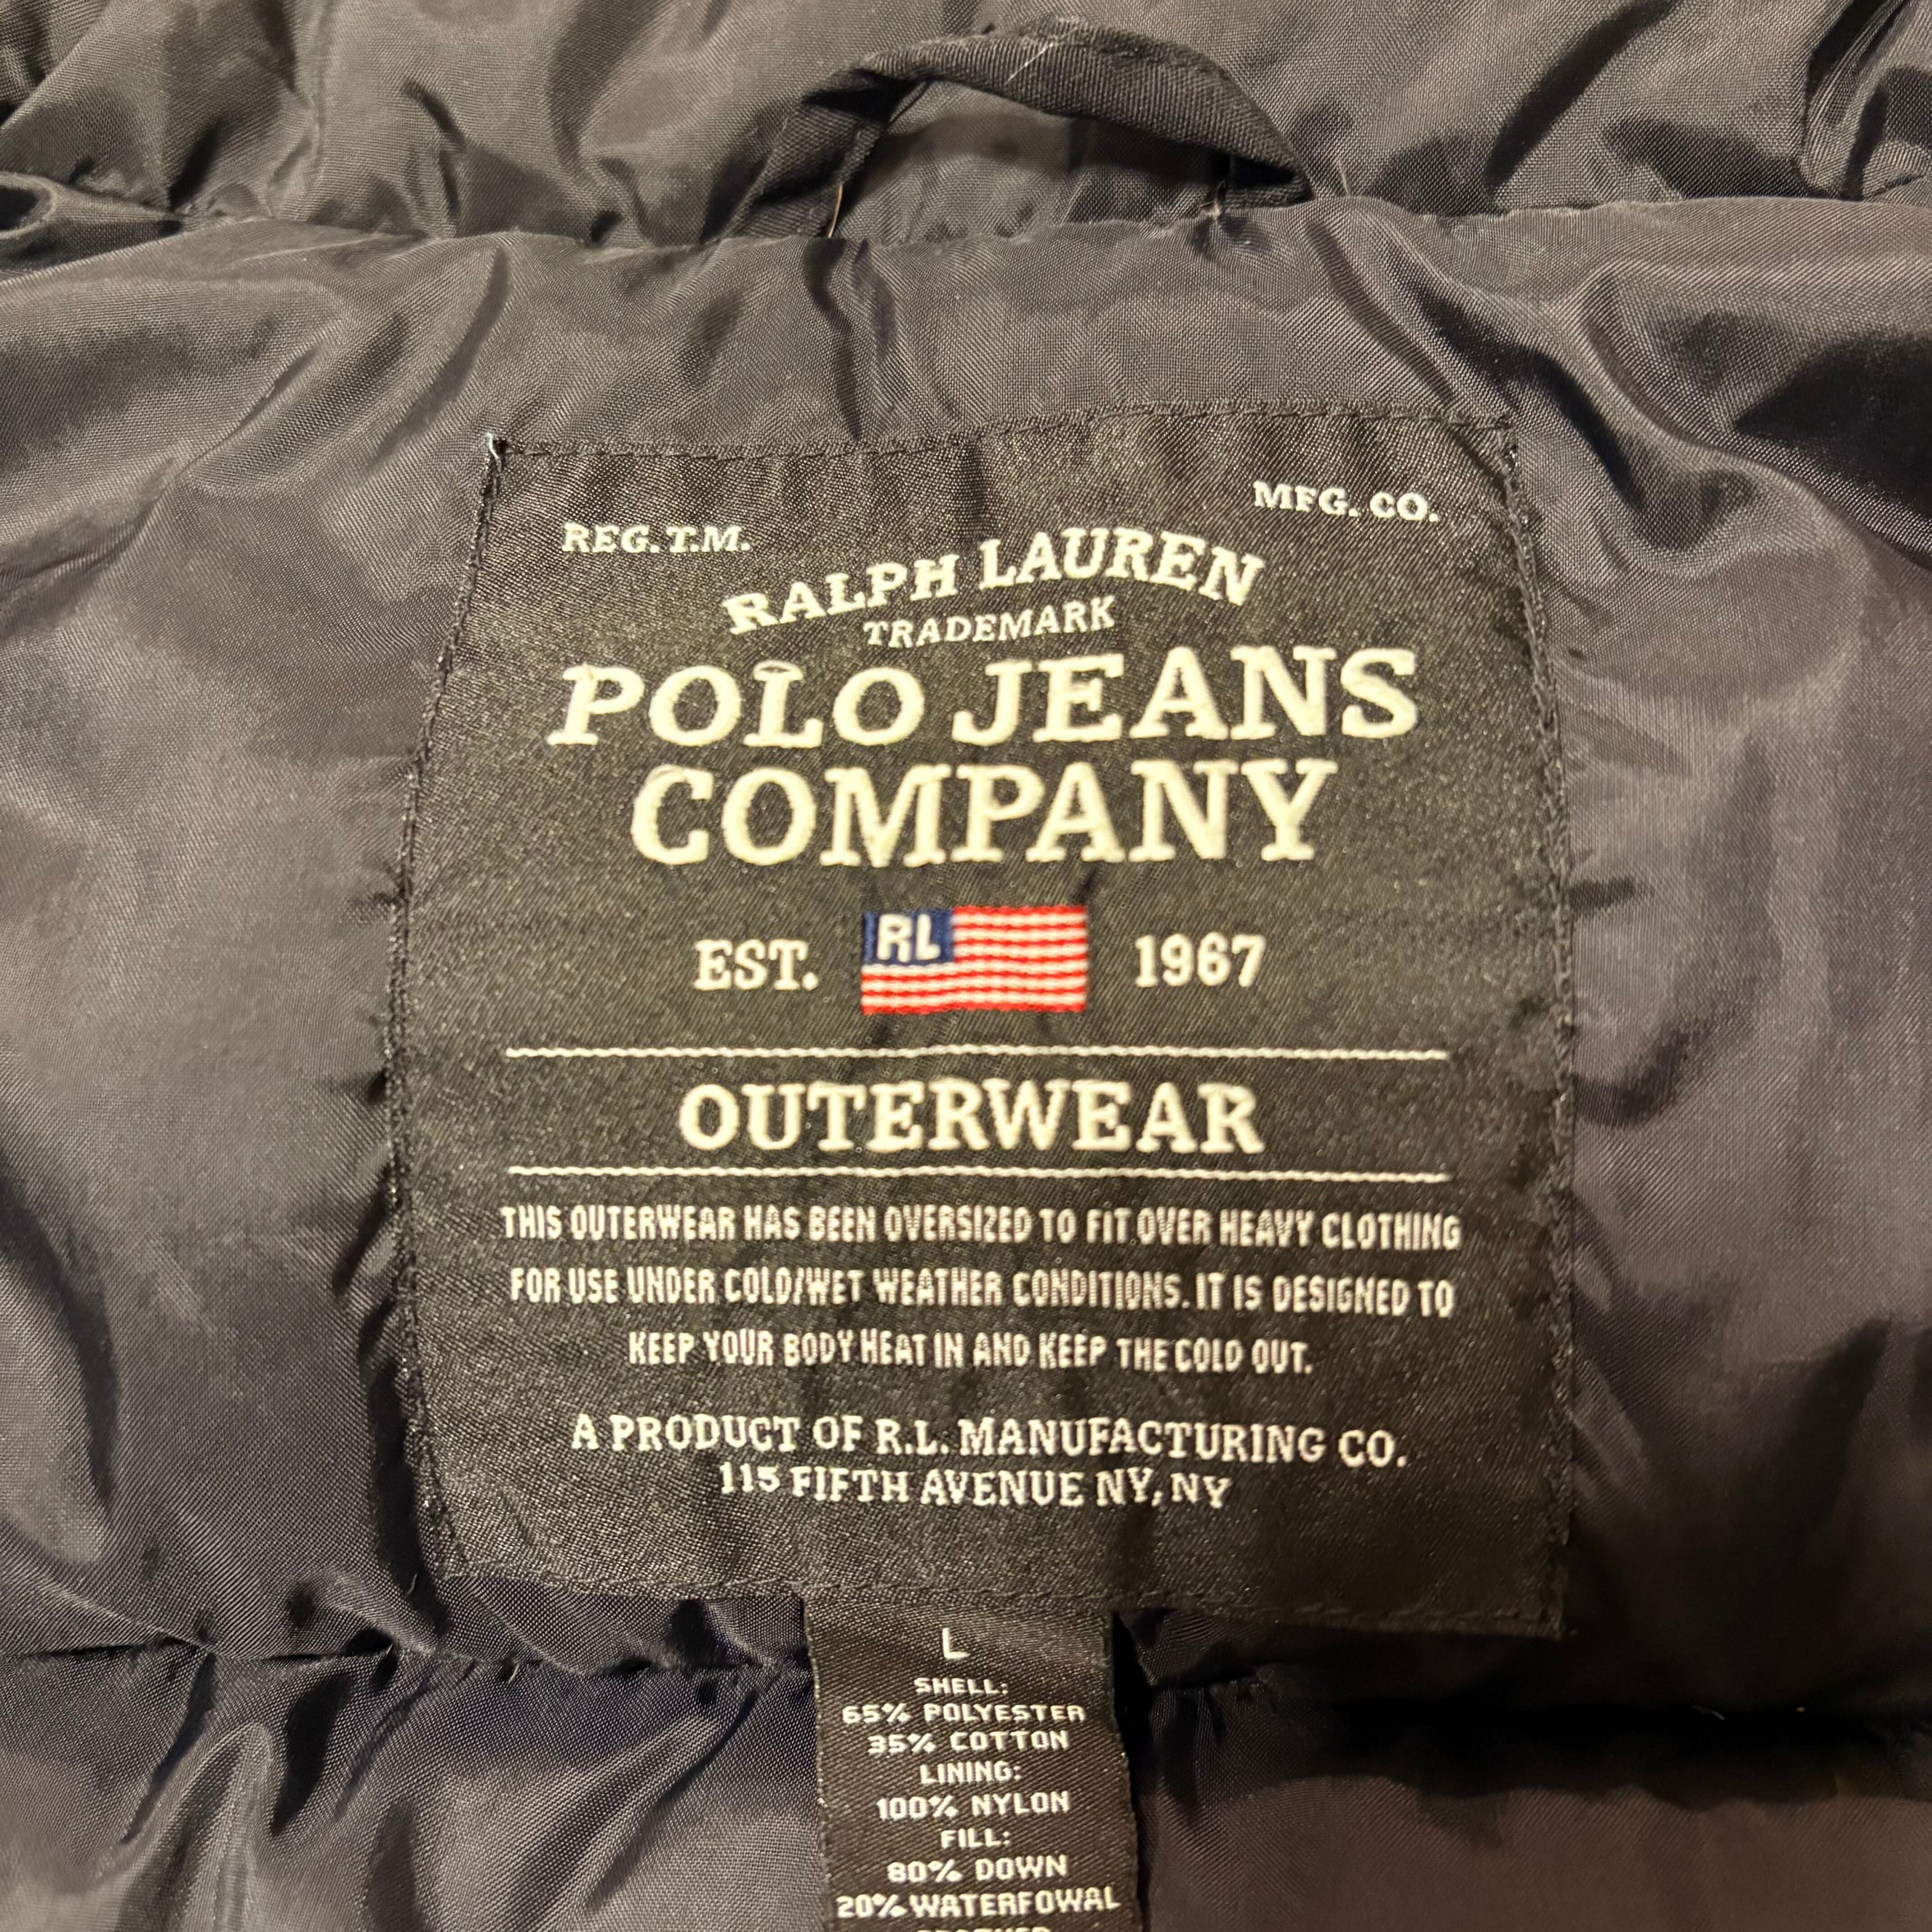 REG. T.M.
MFG. CO.
RALPH LAUREN
TRADEMARK
POLO JEANS
COMPANY
EST. RL 1967
OUTERWEAR
THIS OUTERWEAR HAS BEEN OVERSIZED TO FIT OVER HEAVY CLOTHING
FOR USE UNDER COLD/WET WEATHER CONDITIONS. IT IS DESIGNED TO
KEEP YOUR BODY HEAT IN AND KEEP THE COLD OUT.
A PRODUCT OF R.L. MANUFACTURING CO.
115 FIFTH AVENUE NY, NY
L
SHELL:
65% POLYESTER
35% COTTON
LINING:
100% NYLON
FILL:
80% DOWN
20% WATERFOWAL